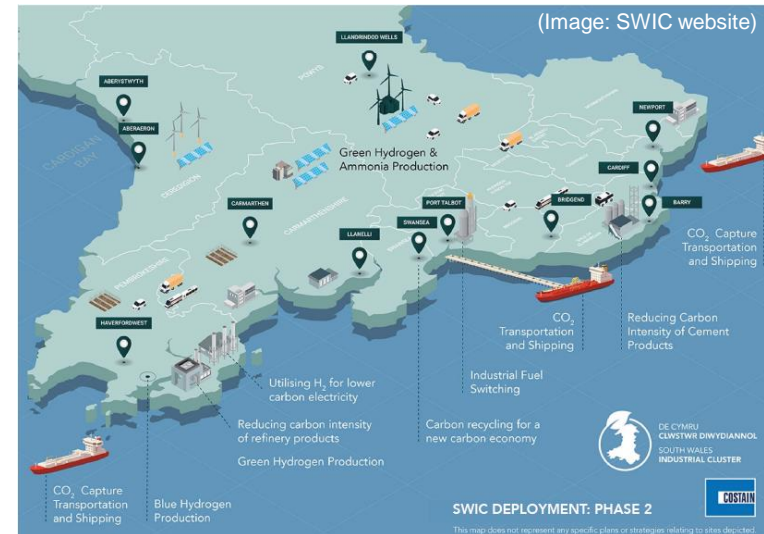 (Image: SWIC website)
LLANDRINDOD WELLS
POWYS
ABERYSTWYTH
ABERAERON
CARDIGAN
BAY
CEREDIGION
NEWPORT
Green Hydrogen &
Ammonia Production
CARDIFF
CARMARTHEN
CARMARTHENSHIRE
PORT TALBOT
BRIDGEND
BARRY
SWANSEA
LLANELLI
PEMBROKESHIRE
HAVERFORDWEST
CO2 Capture
Transportation
and Shipping
CO2
Transportation
and Shipping
Reducing Carbon
Intensity of Cement
Products
Industrial Fuel
Switching
Utilising H2 for lower
carbon electricity
Reducing carbon intensity
of refinery products
Green Hydrogen Production
Carbon recycling for a
new carbon economy
CO2 Capture
Transportation
and Shipping
Blue Hydrogen
Production
DE CYMRU
CLWSTWR DIWYDIANNOL
SOUTH WALES
INDUSTRIAL CLUSTER
COSTAIN
SWIC DEPLOYMENT: PHASE 2
This map does not represent any specific plans or strategies relating to sites depicted.